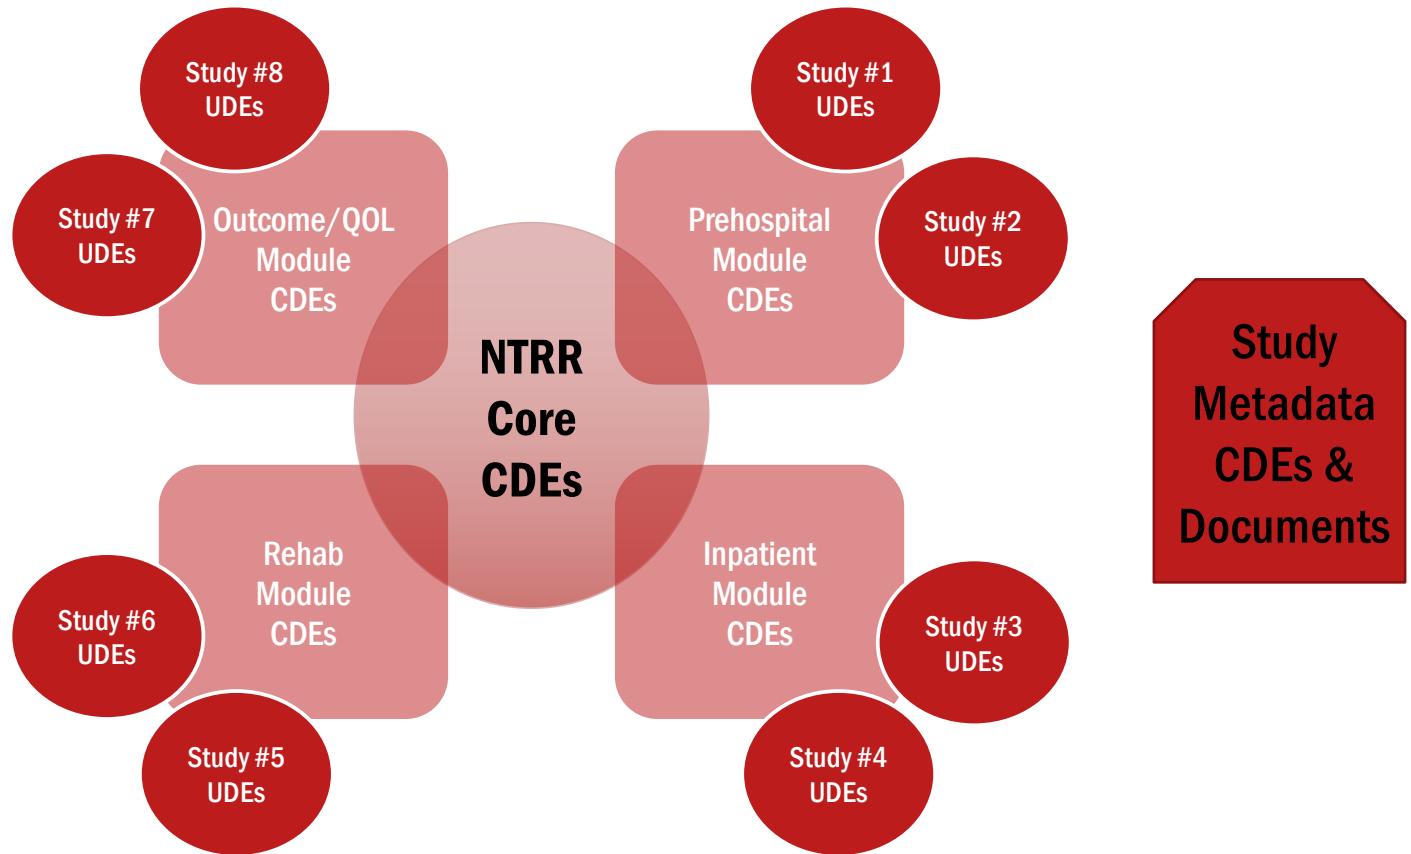 Study #8
UDEs
Study #1
UDEs
Study #7
UDEs
Outcome/QOL
Module
CDEs
Prehospital
Module
CDEs
Study #2
UDEs
NTRR
Core
CDEs
Study
Metadata
CDEs &
Documents
Rehab
Module
CDEs
Inpatient
Module
CDEs
Study #6
UDEs
Study #3
UDEs
Study #5
UDEs
Study #4
UDEs